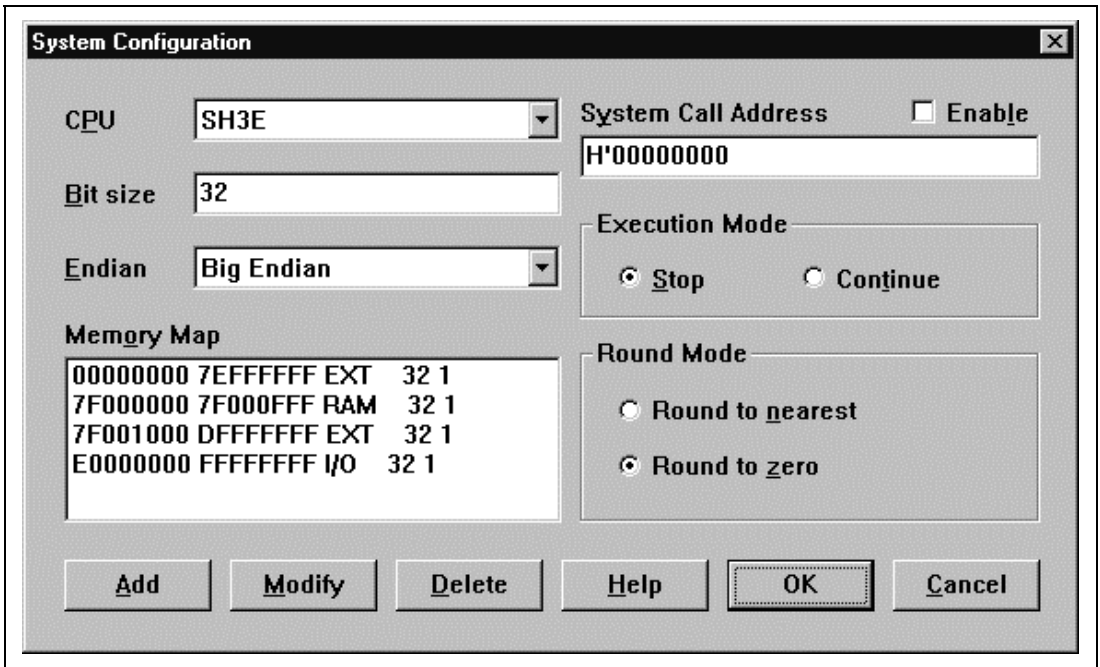 System Configuration
CPU
SH3E
Bit size
32
Endian
Big Endian
Memory Map
00000000 7EFFFFFF EXT 32 1
7F000000 7F000FFF RAM 32 1
7F001000 DFFFFFFF EXT 32 1
E0000000 FFFFFFFF I/O 32 1
System Call Address
Enable
H'00000000
Execution Mode
Stop Continue
Round Mode
Round to nearest
Round to zero
Add Modify Delete Help OK Cancel